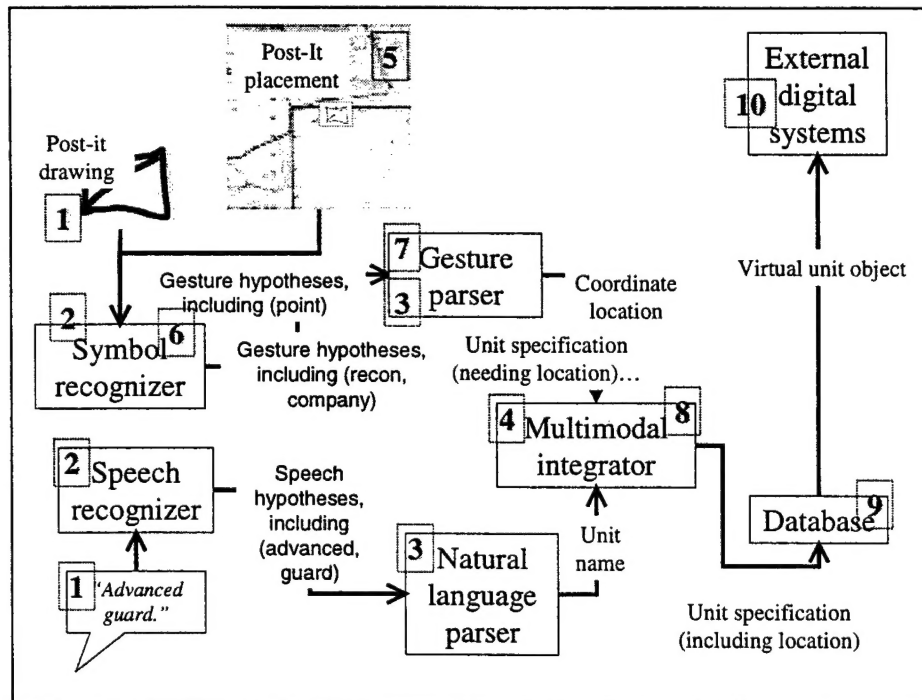 Post-It
placement
5
External
digital
systems
10
Post-it
drawing
1
7
Gesture
parser
3
Gesture hypotheses,
including (point)
Coordinate
location
Virtual unit object
2
6
Symbol
recognizer
Gesture hypotheses,
including (recon,
company)
Unit specification
(needing location)...
4
8
Multimodal
integrator
2
Speech
recognizer
Speech
hypotheses,
including
(advanced,
guard)
Unit
name
9
Database
3
Natural
language
parser
1
"Advanced
guard."
Unit specification
(including location)